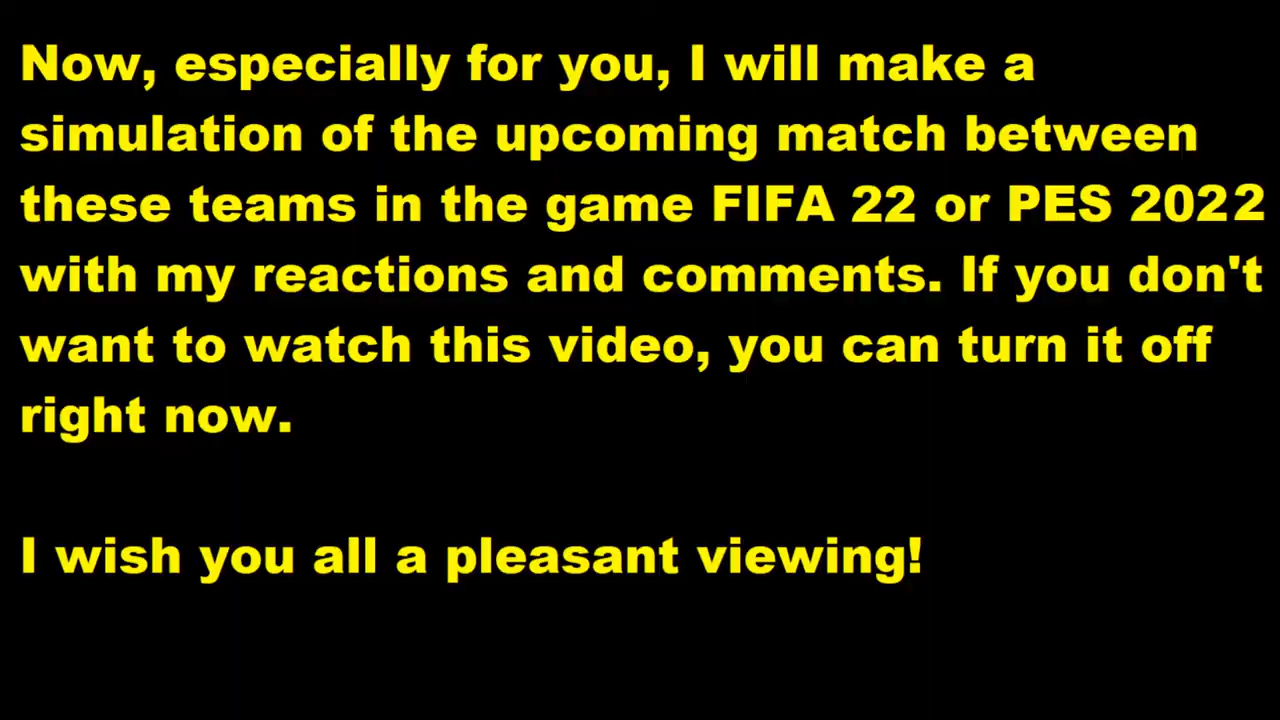 Now, especially for you, I will make a
simulation of the upcoming match between
these teams in the game FIFA 22 or PES 2022
with my reactions and comments. If you don't
want to watch this video, you can turn it off
right now.
I wish you all a pleasant viewing!